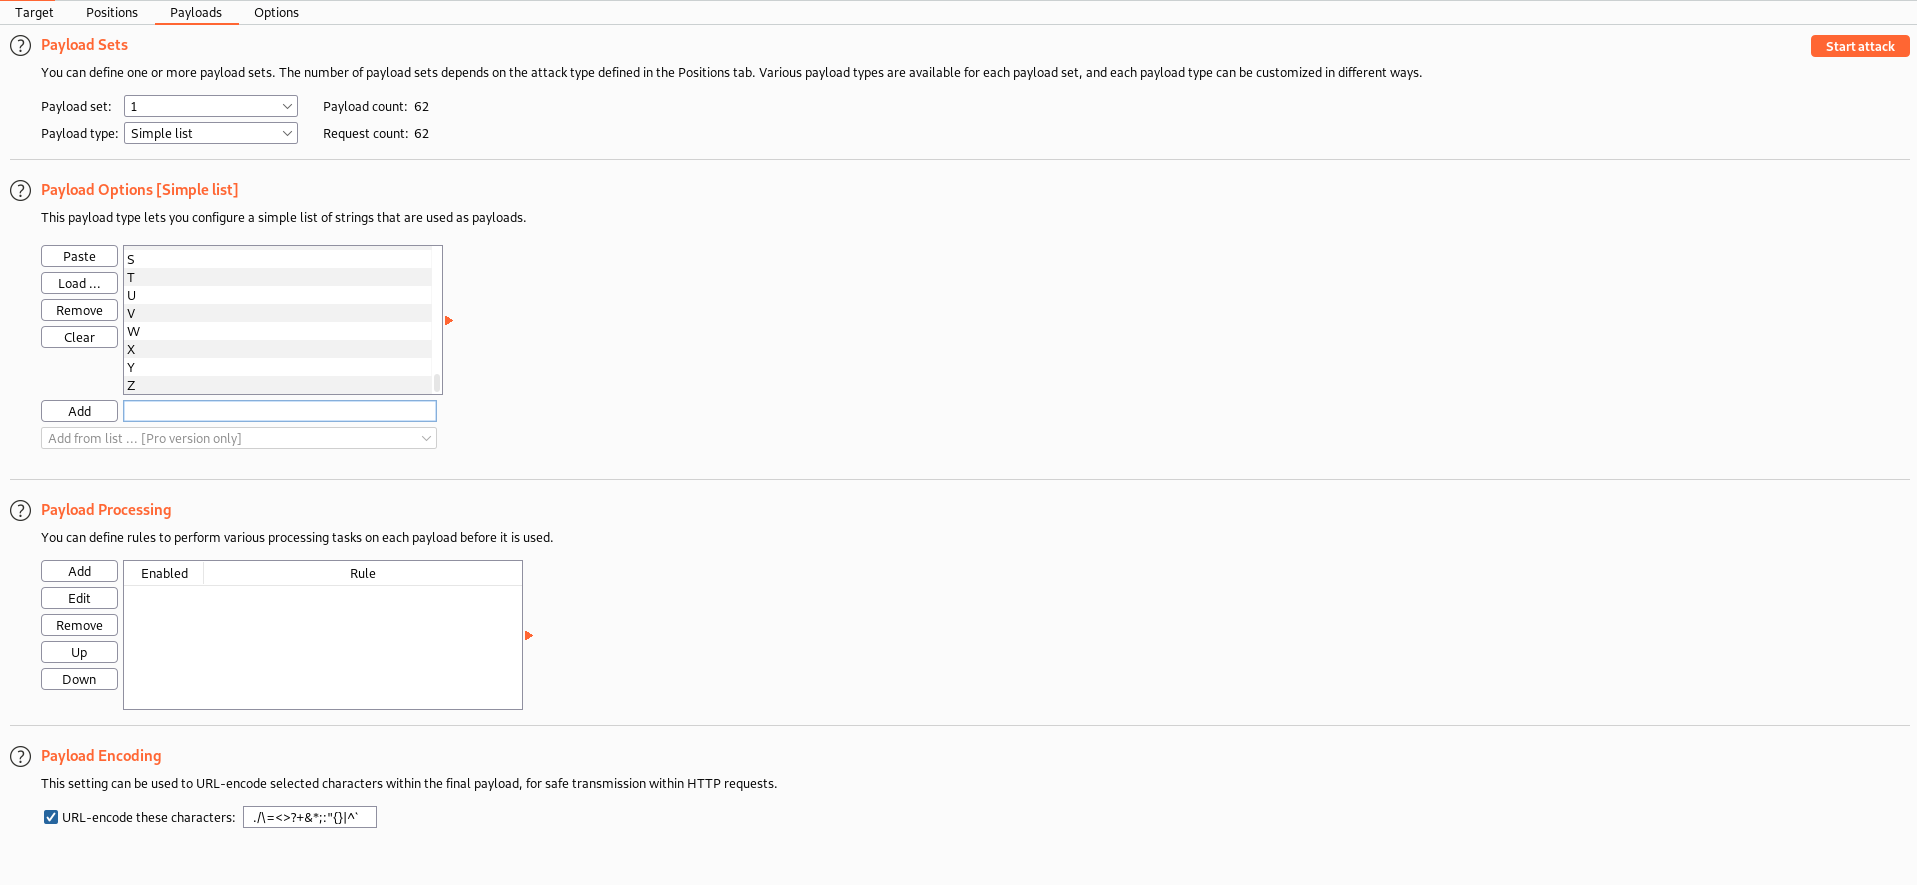 Target Positions Payloads Options
? Payload Sets
Start attack
You can define one or more payload sets. The number of payload sets depends on the attack type defined in the Positions tab. Various payload types are available for each payload set, and each payload type can be customized in different ways.
Payload set: 1 Payload count: 62
Payload type: Simple list Request count: 62
? Payload Options [Simple list]
This payload type lets you configure a simple list of strings that are used as payloads.
Paste
Load ...
Remove
Clear
S
T
U
V
W
X
Y
Z
Add
Add from list ... [Pro version only]
? Payload Processing
You can define rules to perform various processing tasks on each payload before it is used.
Add
Edit
Remove
Up
Down
Enabled Rule
? Payload Encoding
This setting can be used to URL-encode selected characters within the final payload, for safe transmission within HTTP requests.
URL-encode these characters: ./\=<>?+&*;:"{}|^`